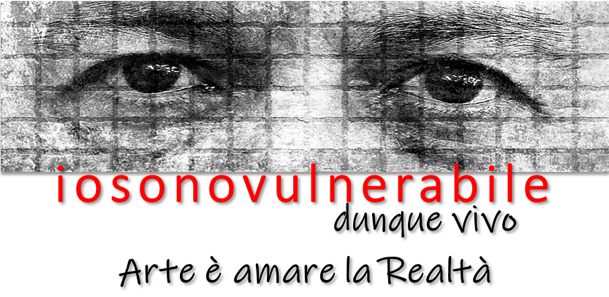 iosonovulnerabile
dunque vivo
Arte è amare la Realtà